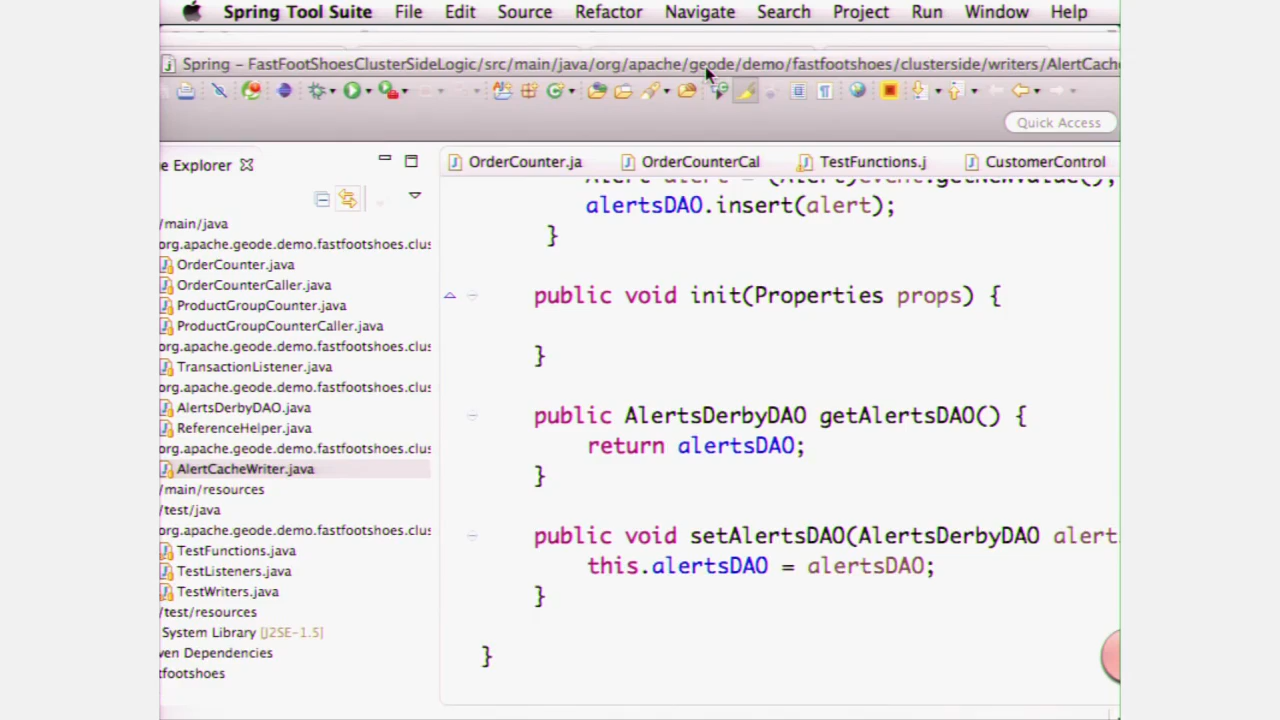 Spring Tool Suite File Edit Source Refactor Navigate Search Project Run Window Help
Spring – FastFootShoesClusterSideLogic/src/main/java/org/apache/geode/demo/fastfootshoes/clusterside/writers/AlertCache
Quick Access
e Explorer
OrderCounter.ja OrderCounterCal TestFunctions.j CustomerControl
/main/java
org.apache.geode.demo.fastfootshoes.clus
OrderCounter.java
OrderCounterCaller.java
ProductGroupCounter.java
ProductGroupCounterCaller.java
org.apache.geode.demo.fastfootshoes.clus
TransactionListener.java
org.apache.geode.demo.fastfootshoes.clus
AlertsDerbyDAO.java
ReferenceHelper.java
org.apache.geode.demo.fastfootshoes.clus
AlertCacheWriter.java
/main/resources
/test/java
org.apache.geode.demo.fastfootshoes.clus
TestFunctions.java
TestListeners.java
TestWriters.java
/test/resources
System Library [J2SE-1.5]
ven Dependencies
tfootshoes
Alert alert = (Alert)event.getNewValue();
alertsDAO.insert(alert);
}
public void init(Properties props) {
}
public AlertsDerbyDAO getAlertsDAO() {
return alertsDAO;
}
public void setAlertsDAO(AlertsDerbyDAO alert
this.alertsDAO = alertsDAO;
}
}